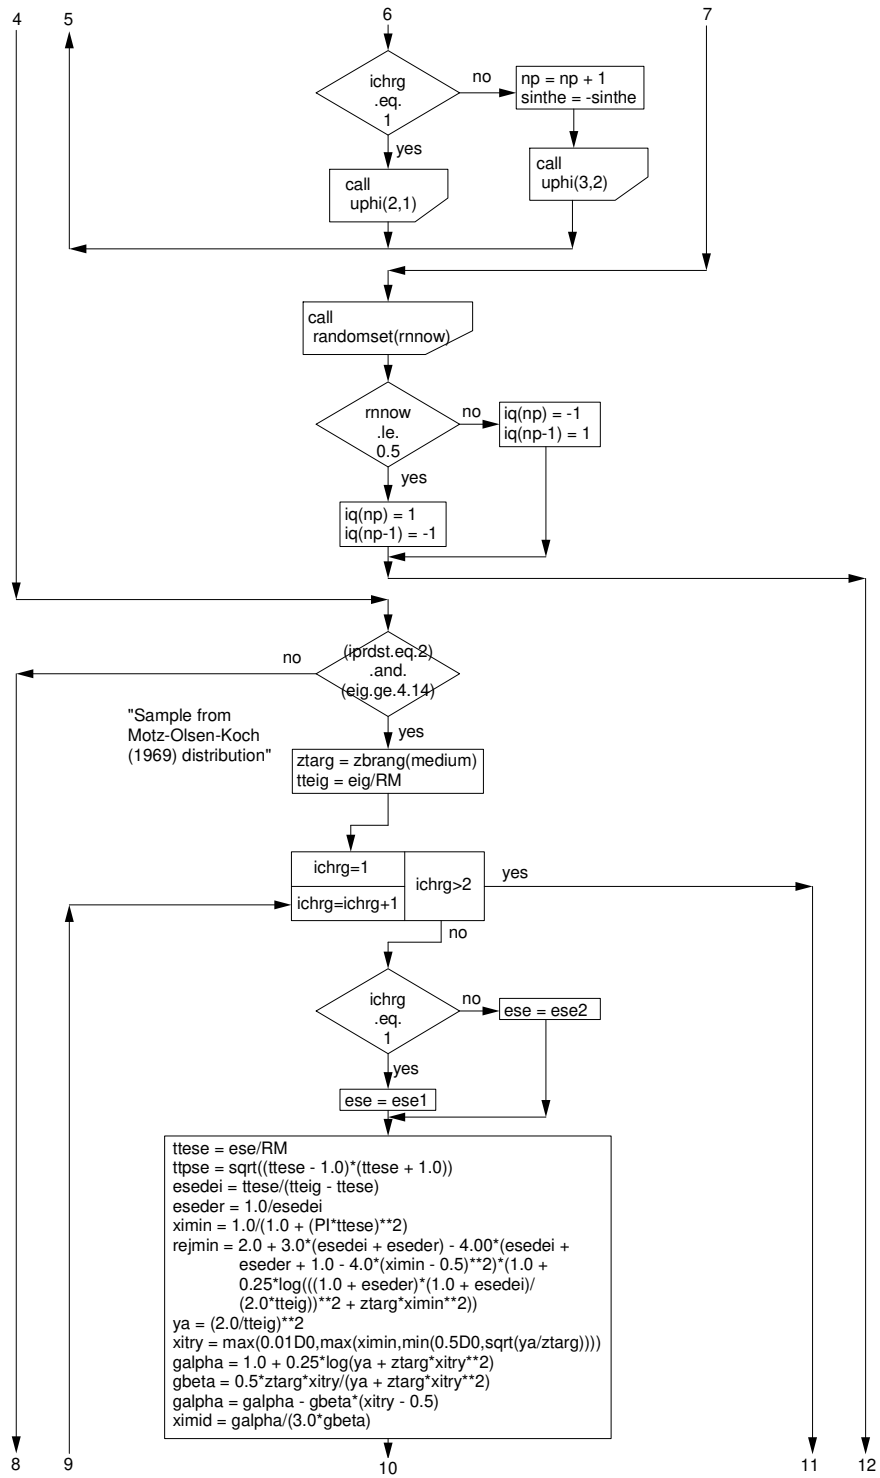 4
5
6
7
ichrg
.eq.
1
no
np = np + 1
sinthe = -sinthe
yes
call
uphi(2,1)
call
uphi(3,2)
call
randomset(rnnow)
rnnow
.le.
0.5
no
iq(np) = -1
iq(np-1) = 1
yes
iq(np) = 1
iq(np-1) = -1
no
(iprdst.eq.2)
.and.
(eig.ge.4.14)
"Sample from
Motz-Olsen-Koch
(1969) distribution"
yes
ztarg = zbrang(medium)
tteig = eig/RM
ichrg=1
ichrg=ichrg+1
ichrg>2
yes
no
ichrg
.eq.
1
no
ese = ese2
yes
ese = ese1
ttese = ese/RM
ttpse = sqrt((ttese - 1.0)*(ttese + 1.0))
esedei = ttese/(tteig - ttese)
eseder = 1.0/esedei
ximin = 1.0/(1.0 + (PI*ttese)**2)
rejmin = 2.0 + 3.0*(esedei + eseder) - 4.00*(esedei +
eseder + 1.0 - 4.0*(ximin - 0.5)**2)*(1.0 +
0.25*log(((1.0 + eseder)*(1.0 + esedei)/
(2.0*tteig))**2 + ztarg*ximin**2))
ya = (2.0/tteig)**2
xitry = max(0.01D0,max(ximin,min(0.5D0,sqrt(ya/ztarg))))
galpha = 1.0 + 0.25*log(ya + ztarg*xitry**2)
gbeta = 0.5*ztarg*xitry/(ya + ztarg*xitry**2)
galpha = galpha - gbeta*(xitry - 0.5)
ximid = galpha/(3.0*gbeta)
8
9
10
11
12